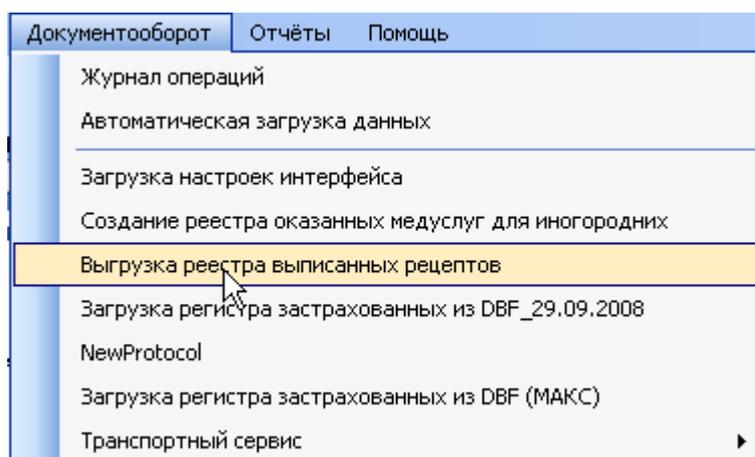 Документооборот Отчёты Помощь
Журнал операций
Автоматическая загрузка данных
Загрузка настроек интерфейса
Создание реестра оказанных медуслуг для иногородних
Выгрузка реестра выписанных рецептов
Загрузка регистра застрахованных из DBF_29.09.2008
NewProtocol
Загрузка регистра застрахованных из DBF (МАКС)
Транспортный сервис